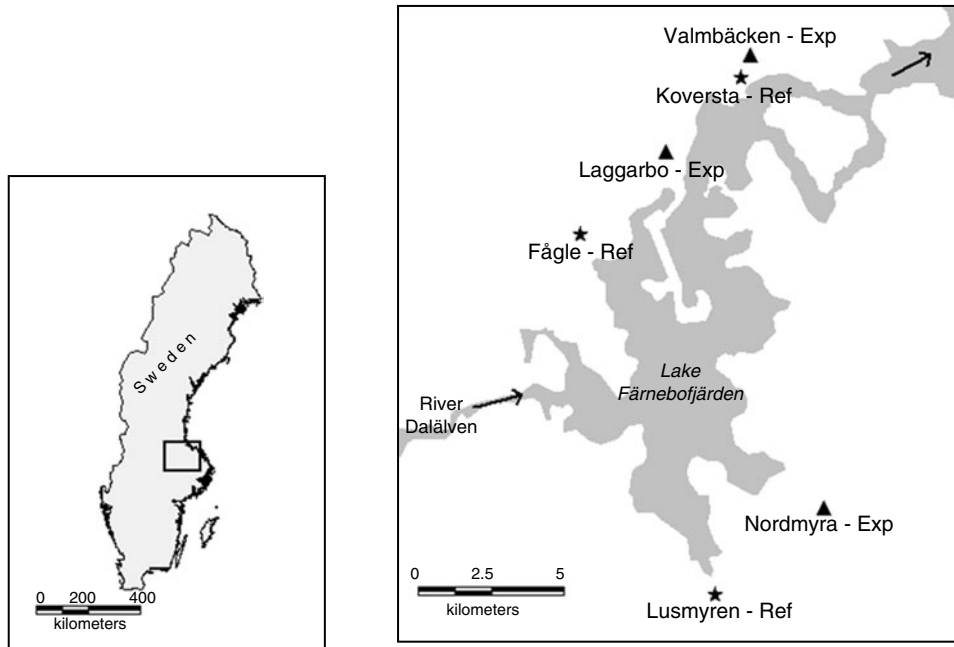 Sweden
0 200 400
kilometers
Valmbäcken - Exp
Koversta - Ref
Laggarbo - Exp
Fågle - Ref
Lake
Färnebofjärden
River
Dalälven
Nordmyra - Exp
0 2.5 5
kilometers
Lusmyren - Ref